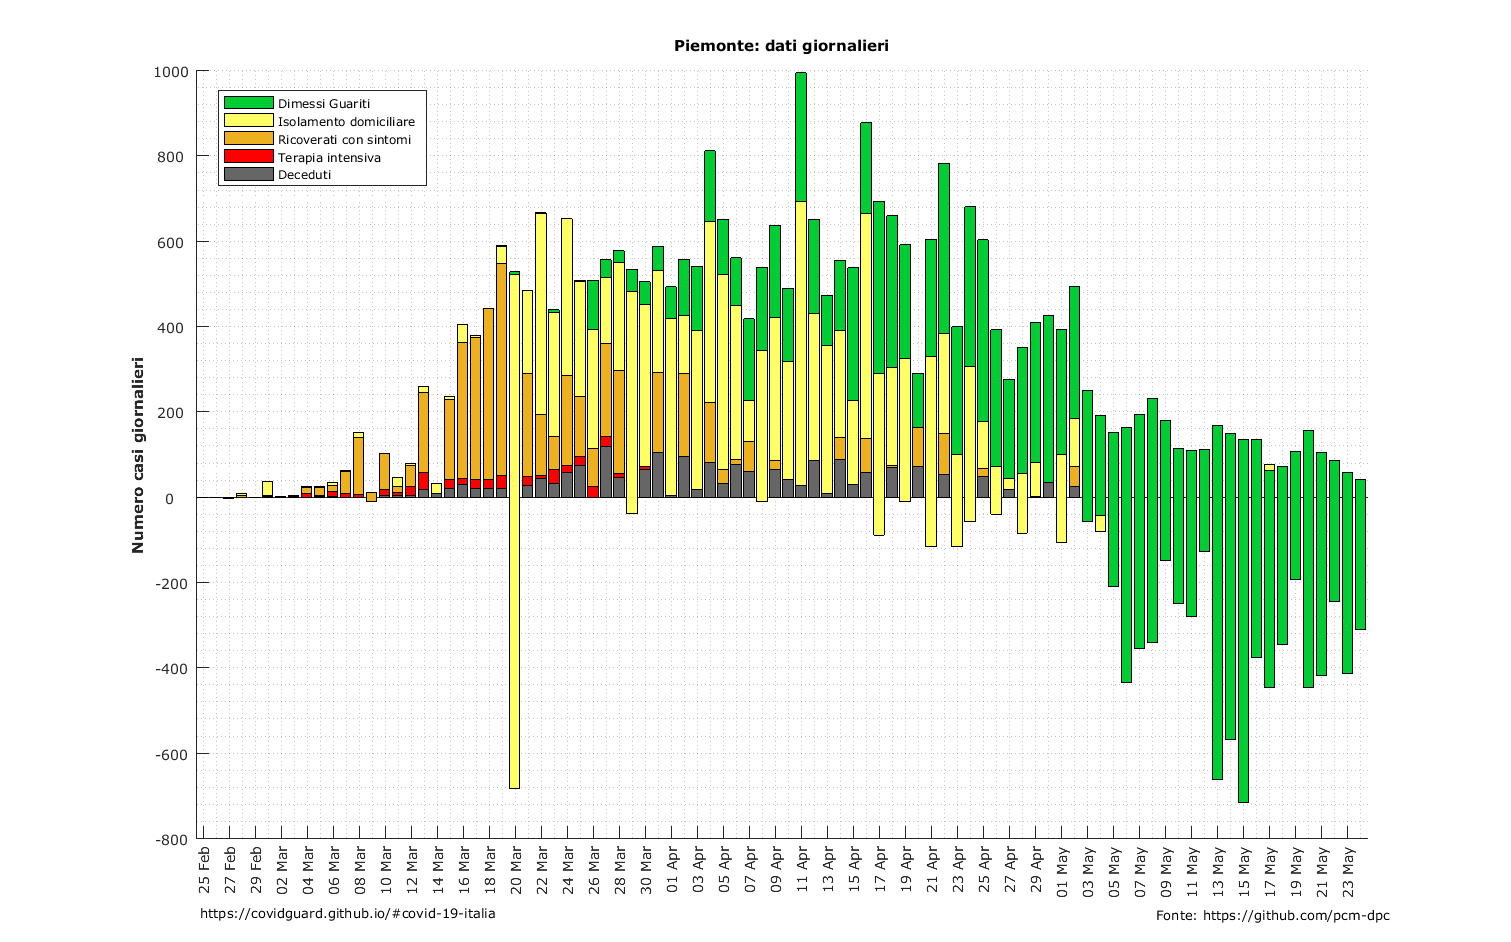 Piemonte: dati giornalieri
1000
800
600
400
200
0
-200
-400
-600
-800
Numero casi giornalieri
Dimessi Guariti
Isolamento domiciliare
Ricoverati con sintomi
Terapia intensiva
Deceduti
25 Feb
27 Feb
29 Feb
02 Mar
04 Mar
06 Mar
08 Mar
10 Mar
12 Mar
14 Mar
16 Mar
18 Mar
20 Mar
22 Mar
24 Mar
26 Mar
28 Mar
30 Mar
01 Apr
03 Apr
05 Apr
07 Apr
09 Apr
11 Apr
13 Apr
15 Apr
17 Apr
19 Apr
21 Apr
23 Apr
25 Apr
27 Apr
29 Apr
01 May
03 May
05 May
07 May
09 May
11 May
13 May
15 May
17 May
19 May
21 May
23 May
https://covidguard.github.io/#covid-19-italia
Fonte: https://github.com/pcm-dpc